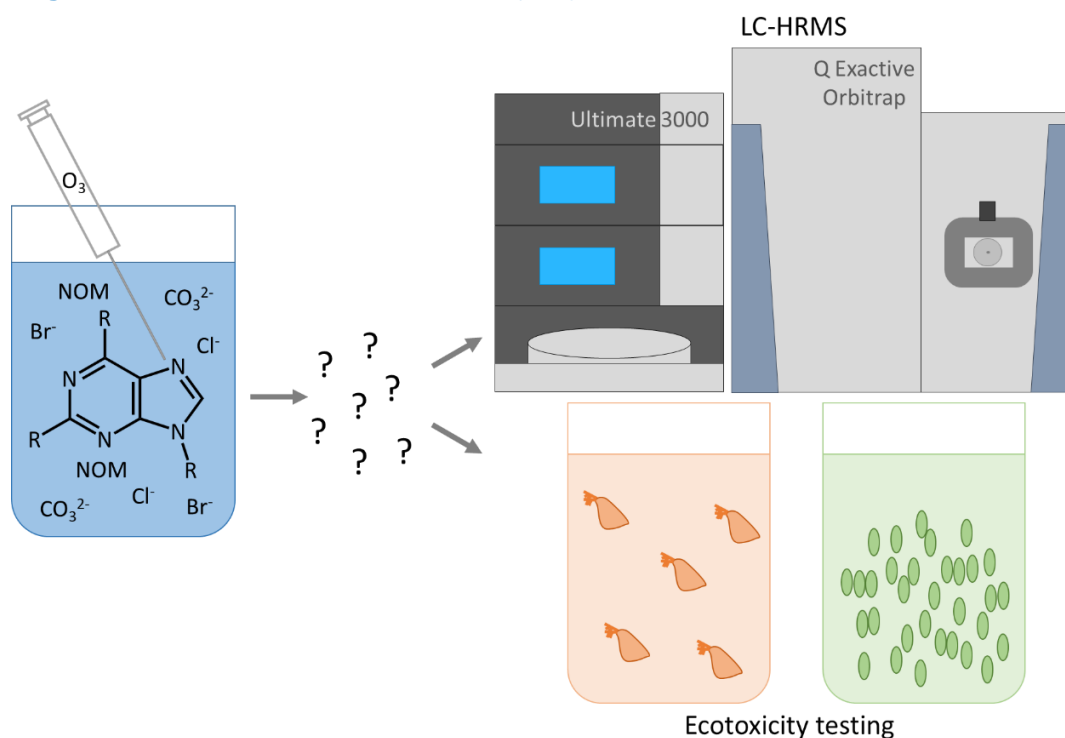 LC-HRMS
Q Exactive
Orbitrap
Ultimate 3000
O₃
NOM
CO₃²⁻
R
Br⁻
Cl⁻
N
N
N
N
R
R
NOM
Cl⁻
CO₃²⁻
Br⁻
?
?
?
?
?
?
?
?
Ecotoxicity testing